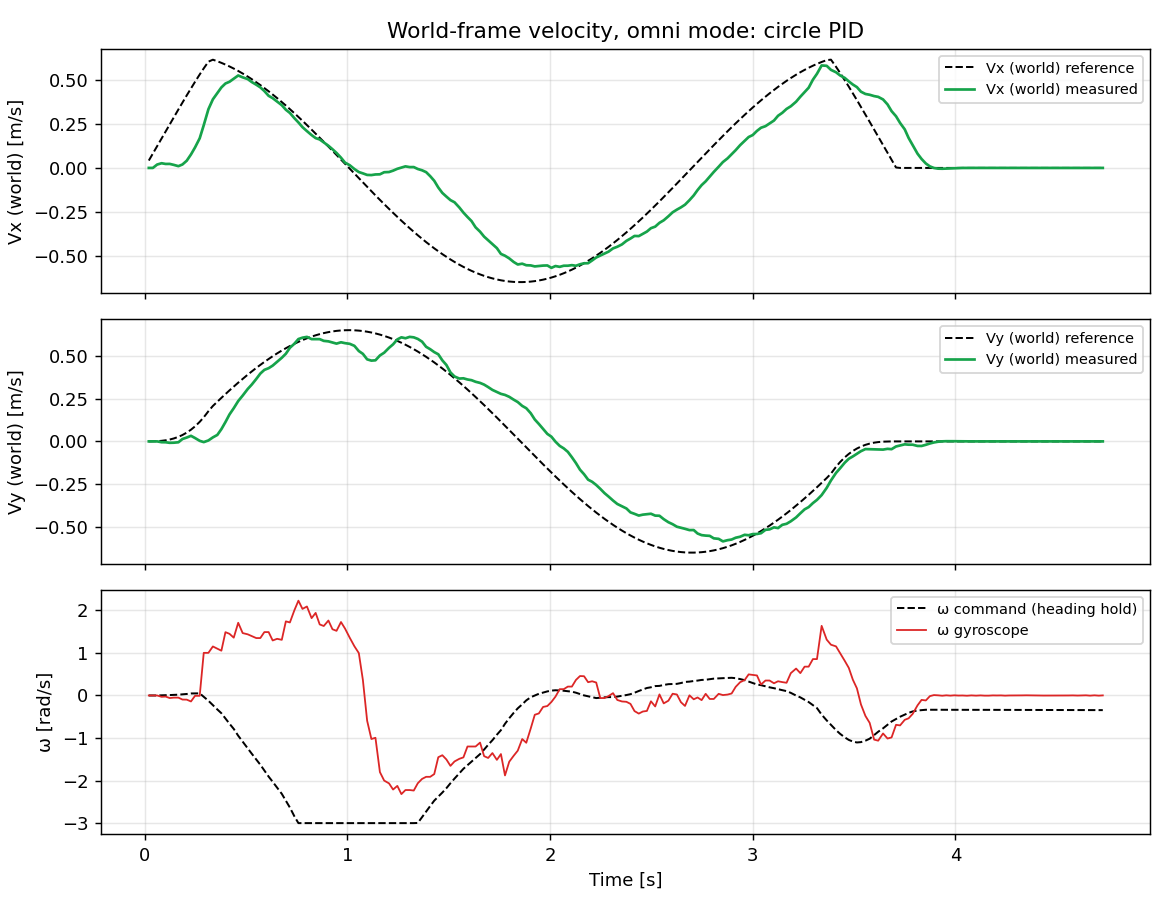 World-frame velocity, omni mode: circle PID
Vx (world) [m/s]
0.50
0.25
0.00
−0.25
−0.50
Vx (world) reference
Vx (world) measured
Vy (world) [m/s]
0.50
0.25
0.00
−0.25
−0.50
Vy (world) reference
Vy (world) measured
ω [rad/s]
2
1
0
−1
−2
−3
ω command (heading hold)
ω gyroscope
0 1 2 3 4
Time [s]